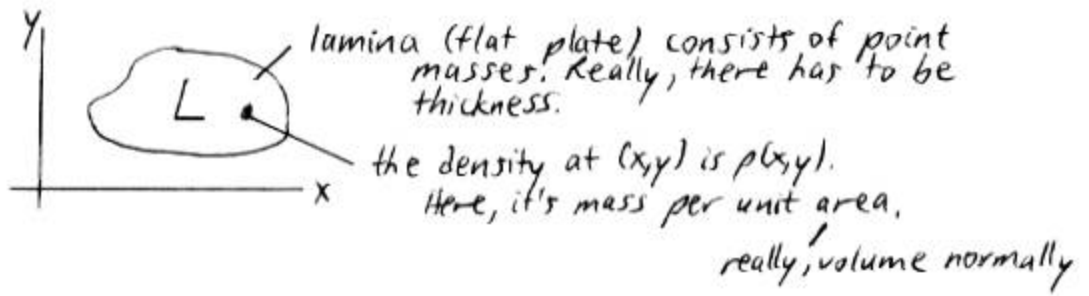 y
lamina (flat plate) consists of point
masses. Really, there has to be
thickness.
L
the density at (x,y) is ρ(x,y).
x
Here, it's mass per unit area.
really, volume normally